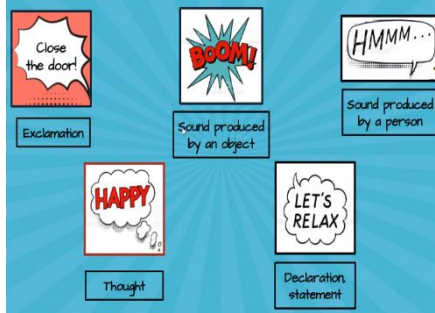 Close
the door!
BOOM!
HMMM...
Exclamation
Sound produced
by an object
Sound produced
by a person
HAPPY
LET'S
RELAX
Thought
Declaration,
statement